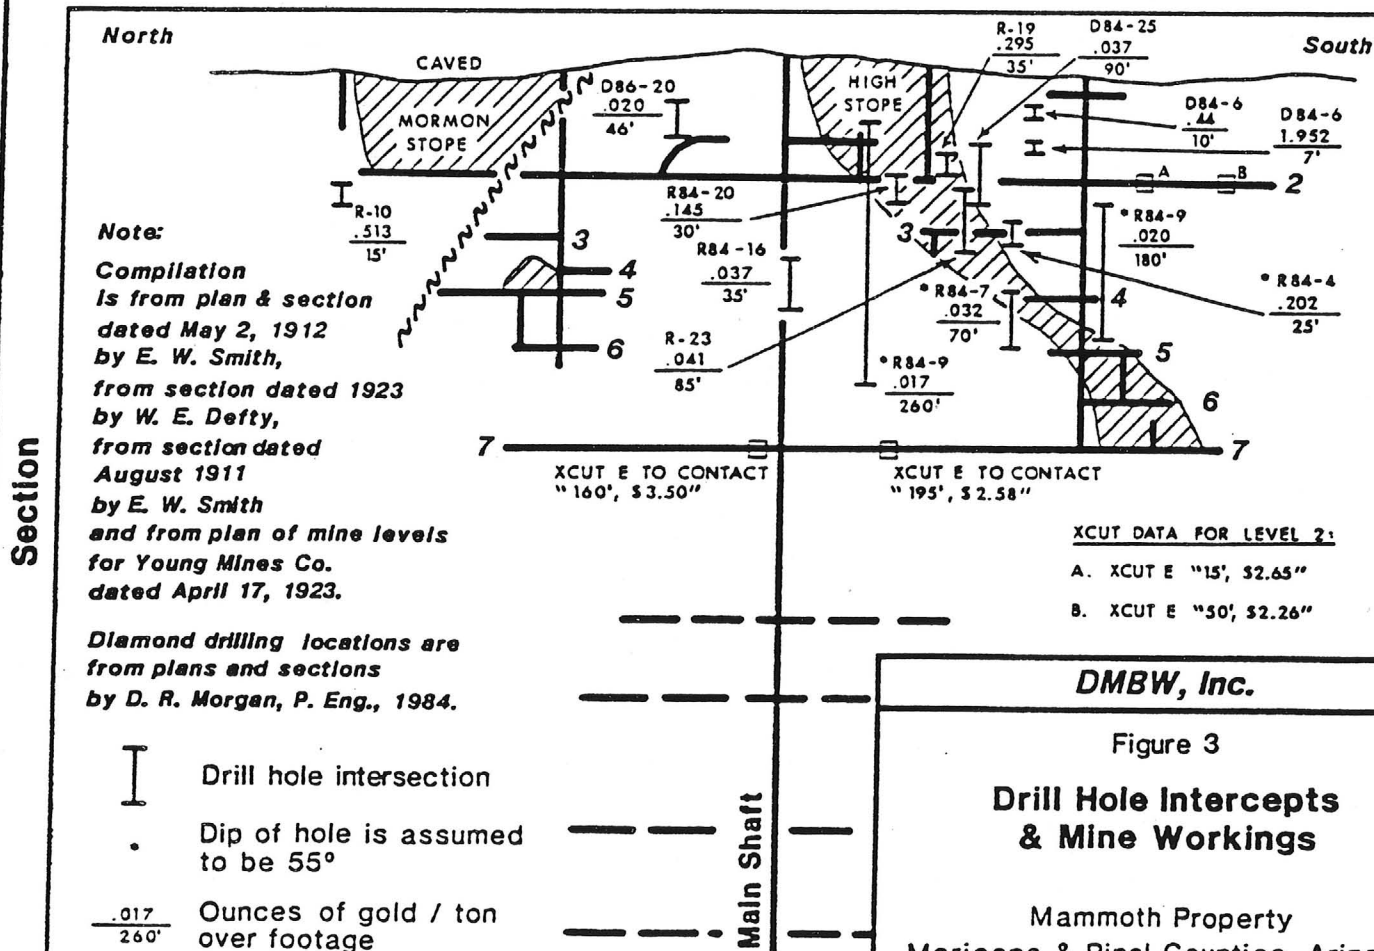 North
South
CAVED
MORMON
STOPE
D86-20
.020
46'
HIGH
STOPE
R-19
.295
35'
D84-25
.037
90'
D84-6
.44
10'
D84-6
1.952
7'
A
B
2
R-10
.513
15'
R84-20
.145
30'
R84-16
.037
35'
R-23
.041
85'
3
4
5
6
7
3
4
5
6
7
• R84-9
.020
180'
• R84-4
.202
25'
• R84-7
.032
70'
• R84-9
.017
260'
XCUT E TO CONTACT
"160', $3.50"
XCUT E TO CONTACT
"195', $2.58"
XCUT DATA FOR LEVEL 2:
A. XCUT E "15', $2.65"
B. XCUT E "50', $2.26"
Section
Note:
Compilation
is from plan & section
dated May 2, 1912
by E. W. Smith,
from section dated 1923
by W. E. Defty,
from section dated
August 1911
by E. W. Smith
and from plan of mine levels
for Young Mines Co.
dated April 17, 1923.
Diamond drilling locations are
from plans and sections
by D. R. Morgan, P. Eng., 1984.
Drill hole intersection
Dip of hole is assumed
to be 55°
.017
260'
Ounces of gold / ton
over footage
Main Shaft
DMBW, Inc.
Figure 3
Drill Hole Intercepts
& Mine Workings
Mammoth Property